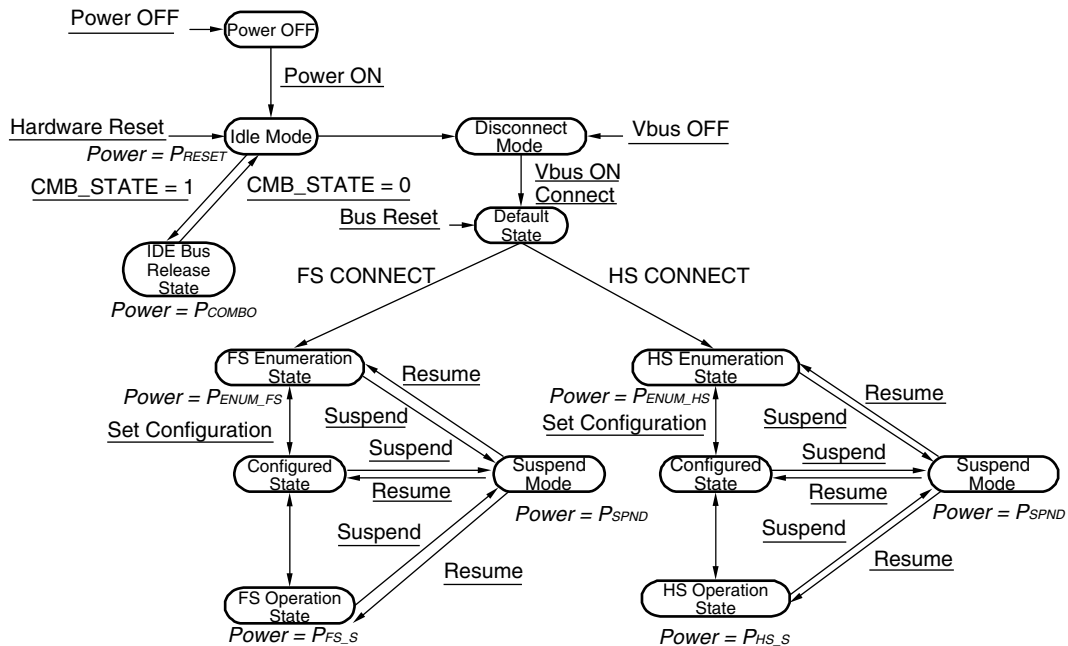 Power OFF
Power OFF
Power ON
Hardware Reset
Idle Mode
Disconnect
Mode
Vbus OFF
Power = PRESET
CMB_STATE = 1
CMB_STATE = 0
Vbus ON
Connect
Bus Reset
Default
State
IDE Bus
Release
State
Power = PCOMBO
FS CONNECT
HS CONNECT
FS Enumeration
State
Resume
Power = PENUM_FS
Suspend
Set Configuration
Suspend
Configured
State
Suspend
Mode
Resume
Power = PSPND
Suspend
Resume
FS Operation
State
Power = PFS_S
HS Enumeration
State
Resume
Power = PENUM_HS
Suspend
Set Configuration
Suspend
Configured
State
Suspend
Mode
Resume
Power = PSPND
Suspend
Resume
HS Operation
State
Power = PHS_S